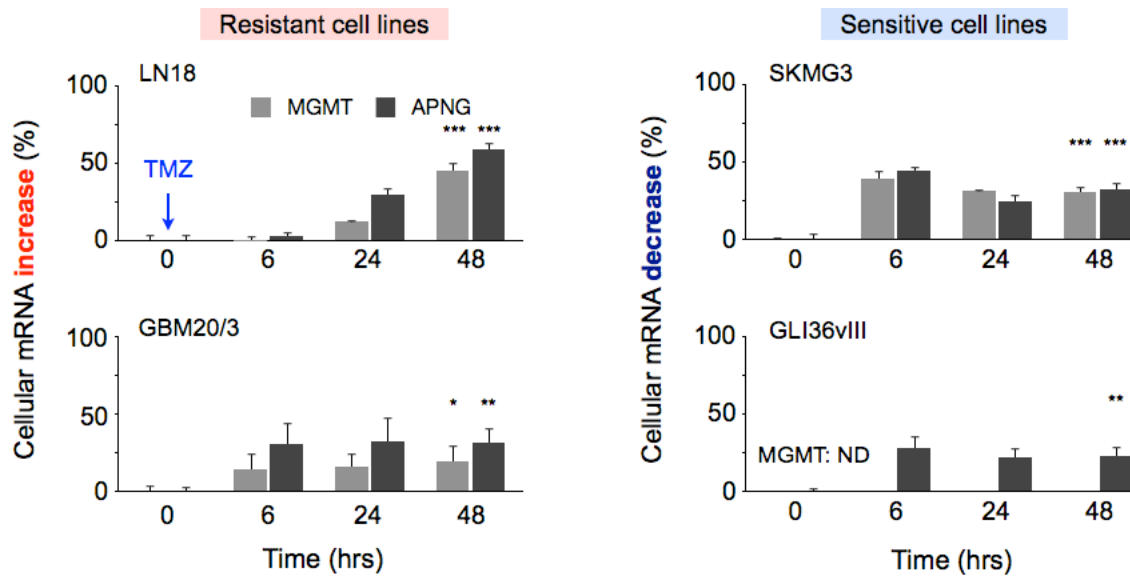 Resistant cell lines
Sensitive cell lines
Cellular mRNA increase (%)
LN18
MGMT APNG
TMZ
*** ***
100
50
0
0 6 24 48
GBM20/3
* **
100
50
0
0 6 24 48
Time (hrs)
Cellular mRNA decrease (%)
SKMG3
*** ***
100
50
0
0 6 24 48
GLI36vIII
**
MGMT: ND
100
50
0
0 6 24 48
Time (hrs)